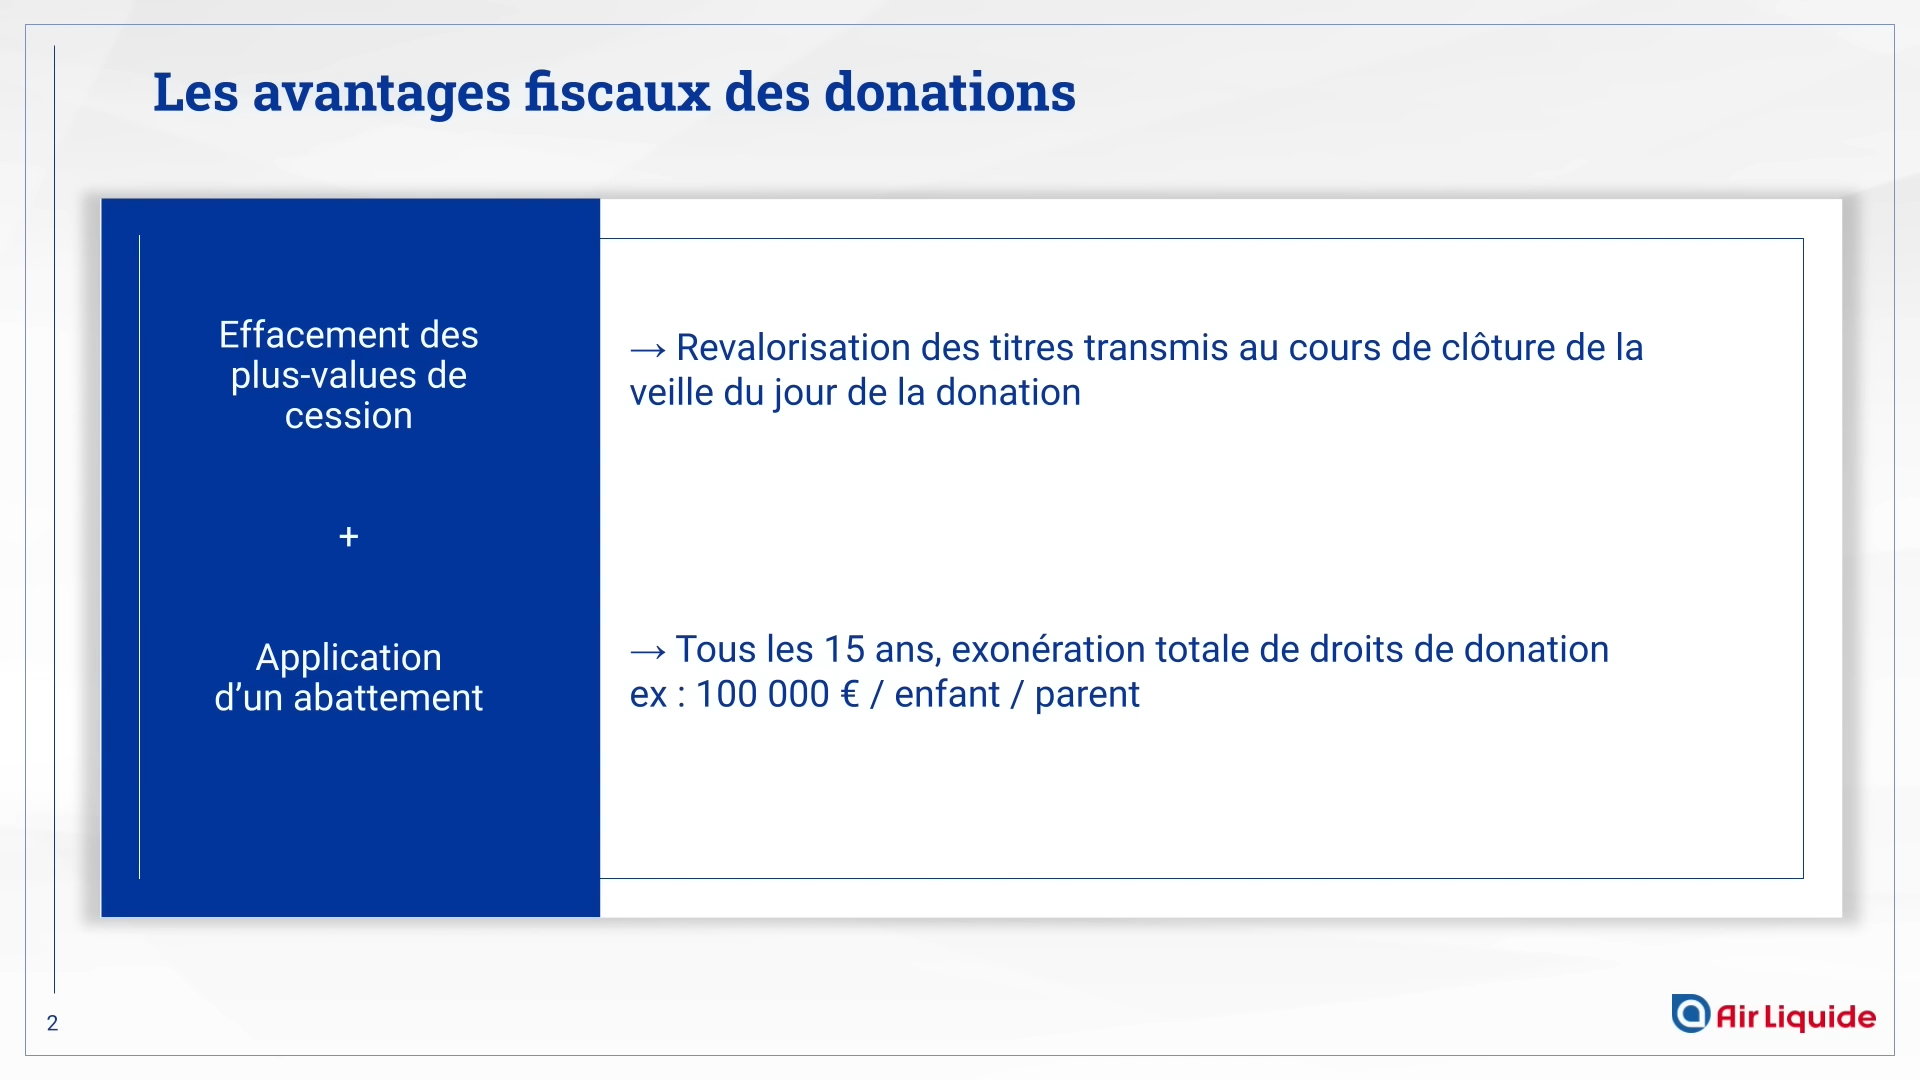 Les avantages fiscaux des donations
Effacement des
plus-values de
cession
→ Revalorisation des titres transmis au cours de clôture de la
veille du jour de la donation
+
Application
d’un abattement
→ Tous les 15 ans, exonération totale de droits de donation
ex : 100 000 € / enfant / parent
2
Air Liquide